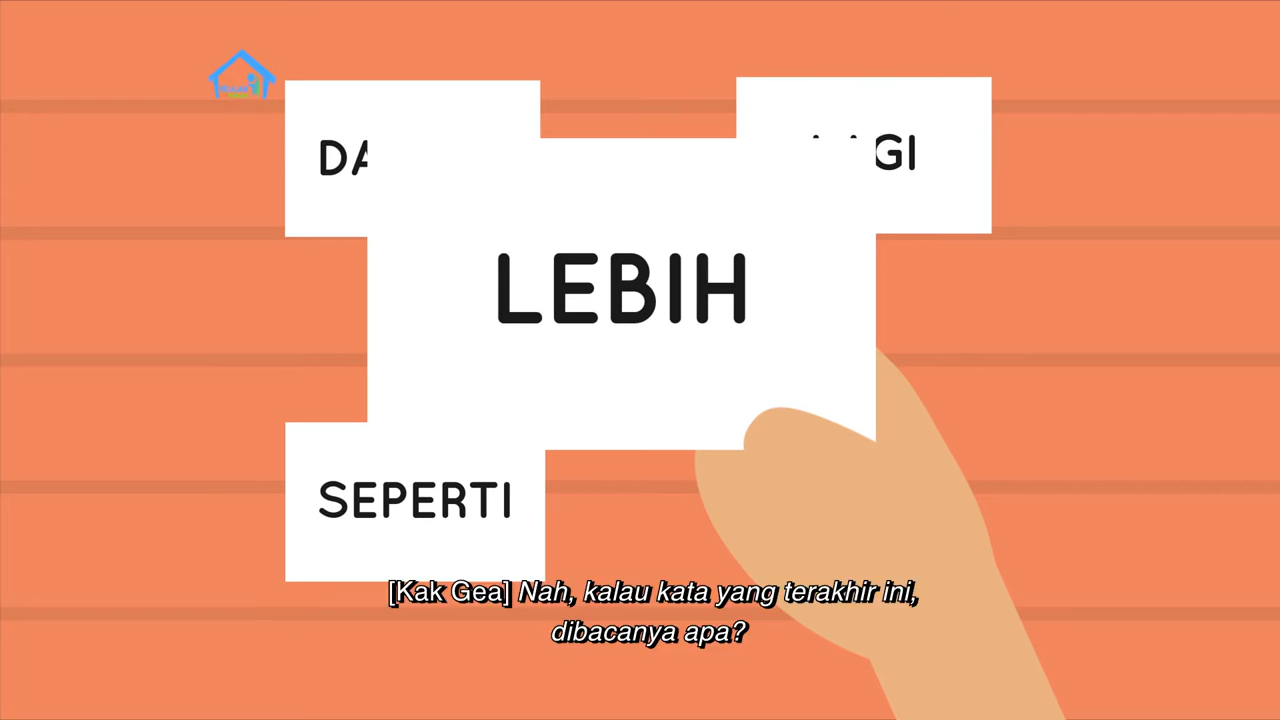 LEBIH
SEPERTI
[Kak Gea] Nah, kalau kata yang terakhir ini,
dibacanya apa?